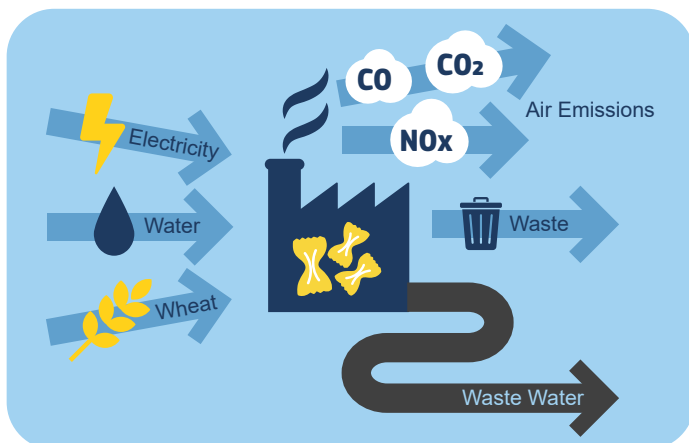 Electricity
Water
Wheat
CO
CO₂
NOx
Air Emissions
Waste
Waste Water